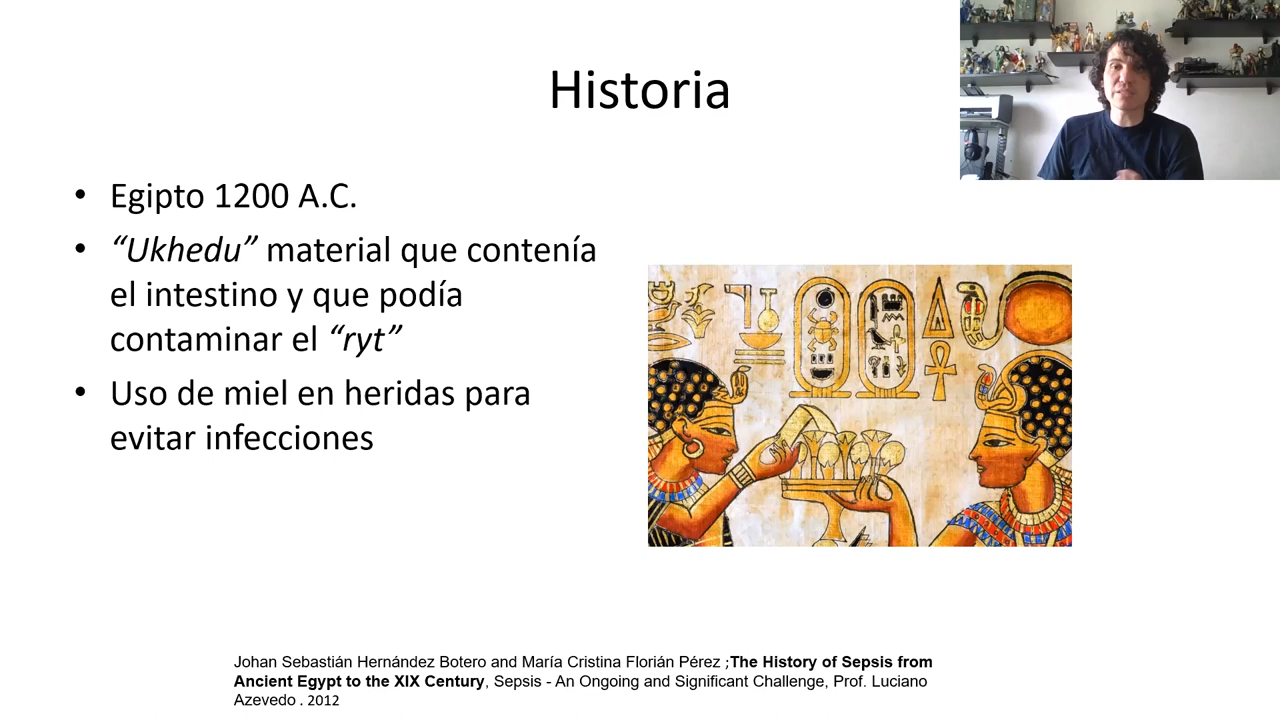 Historia
• Egipto 1200 A.C.
• “Ukhedu” material que contenía
el intestino y que podía
contaminar el “ryt”
• Uso de miel en heridas para
evitar infecciones
Johan Sebastián Hernández Botero and María Cristina Florián Pérez ;The History of Sepsis from
Ancient Egypt to the XIX Century, Sepsis - An Ongoing and Significant Challenge, Prof. Luciano
Azevedo . 2012